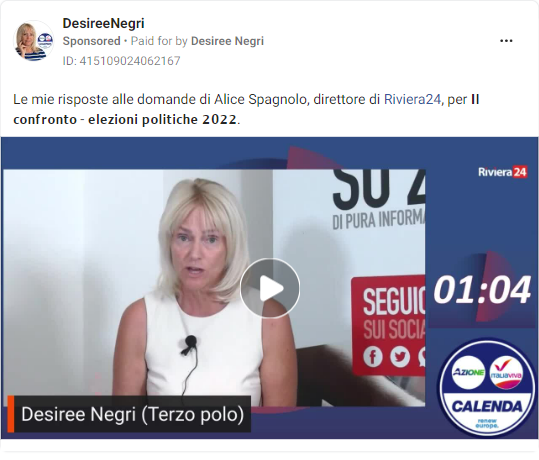 DesireeNegri
Sponsored • Paid for by Desiree Negri
ID: 415109024062167
Le mie risposte alle domande di Alice Spagnolo, direttore di Riviera24, per Il
confronto - elezioni politiche 2022.
Riviera24
SU 2
DI PURA INFORMA
SEGUIC
SUI SOCIA
01:04
AZIONE
ITALIAVIVA
CALENDA
renew
europe.
Desiree Negri (Terzo polo)